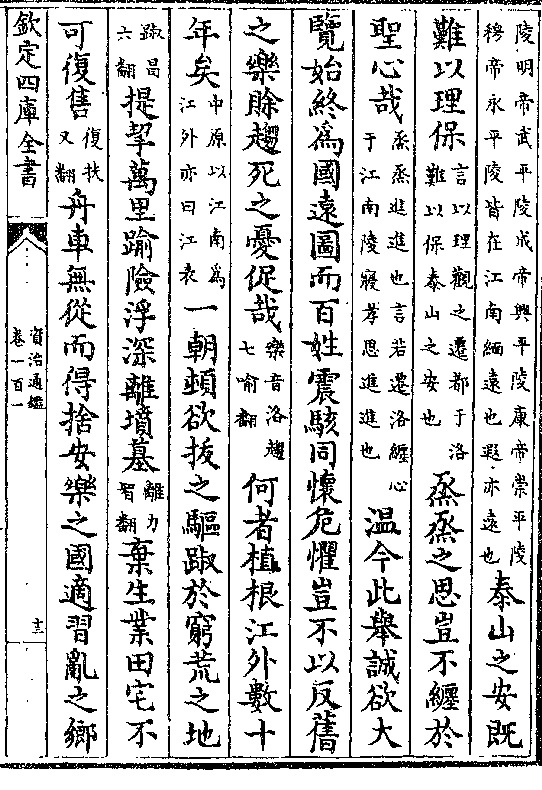 陵明帝武平陵成帝興平陵康帝崇平陵
穆帝永平陵皆在江南緬遠也遐亦遠也泰山之安既
難以理保言以理觀之遷都于洛
難以保泰山之安也烝烝之思豈不纏於
聖心哉烝烝進進也言若遷洛纏心
于江南陵寢孝思進進也温今此舉誠欲大
覽始終為國遠圖而百姓震駭同懷危懼豈不以反舊
之樂賒趨死之憂促哉樂音洛趨
七喻翻何者植根江外數十
年矣中原以江南為
江外亦曰江表一朝頓欲拔之驅踧於窮荒之地
踧昌
六翻提挈萬里踰險浮深離墳墓離力
智翻棄生業田宅不
可復售復扶
又翻舟車無從而得捨安樂之國適習亂之鄉
欽定四庫全書
資治通鑑
卷一百一
十三